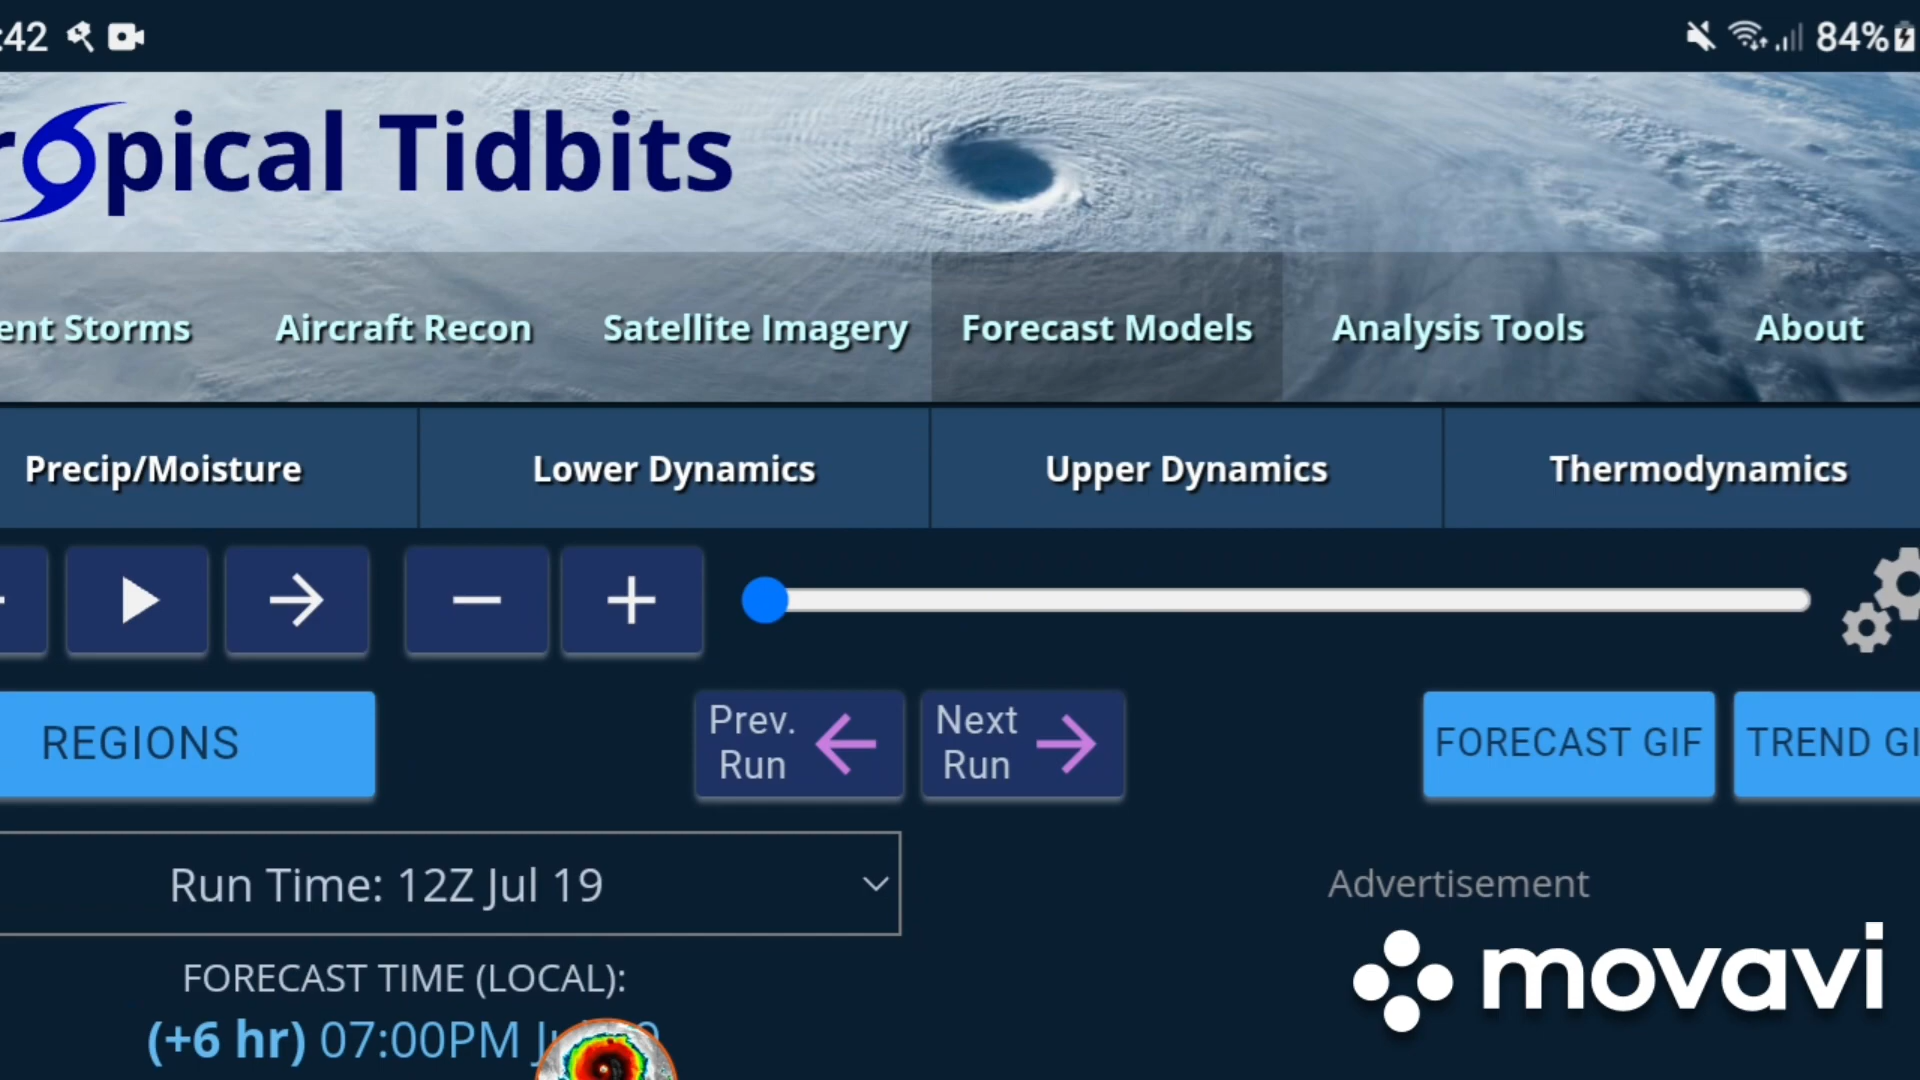 :42
84%
ropical Tidbits
ent Storms
Aircraft Recon
Satellite Imagery
Forecast Models
Analysis Tools
About
Precip/Moisture
Lower Dynamics
Upper Dynamics
Thermodynamics
REGIONS
Prev.
Run
Next
Run
FORECAST GIF
TREND GI
Run Time: 12Z Jul 19
Advertisement
FORECAST TIME (LOCAL):
(+6 hr) 07:00PM
movavi